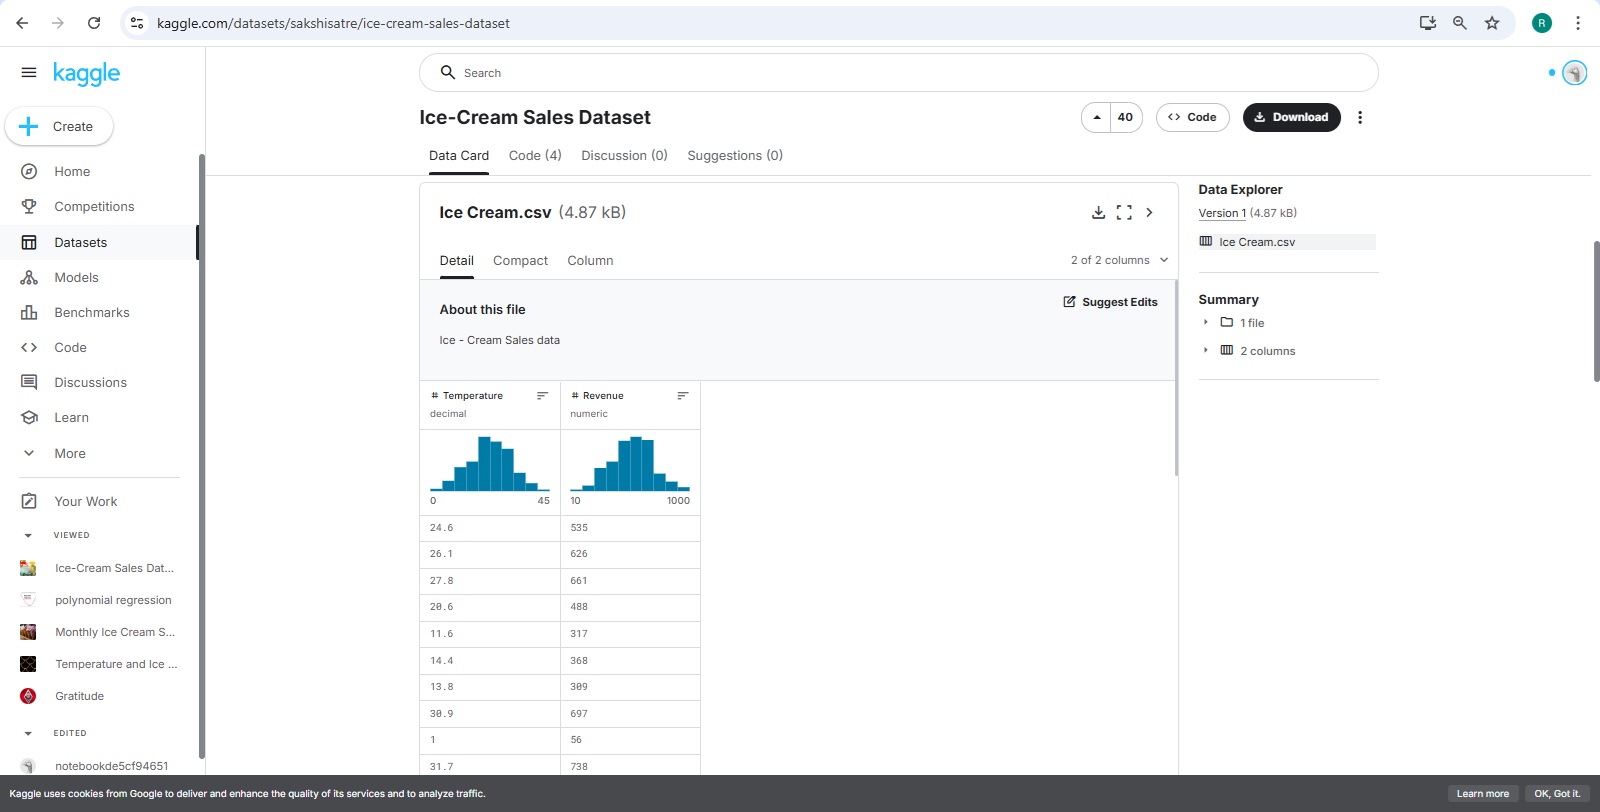 kaggle.com/datasets/sakshisatre/ice-cream-sales-dataset
R
kaggle
Search
Create
Home
Competitions
Datasets
Models
Benchmarks
Code
Discussions
Learn
More
Your Work
VIEWED
Ice-Cream Sales Dat...
polynomial regression
Monthly Ice Cream S...
Temperature and Ice ...
Gratitude
EDITED
notebookde5cf94651
Ice-Cream Sales Dataset
40
Code
Download
Data Card Code (4) Discussion (0) Suggestions (0)
Ice Cream.csv (4.87 kB)
Detail Compact Column
2 of 2 columns
About this file
Suggest Edits
Ice - Cream Sales data
# Temperature # Revenue
decimal numeric
0 45 10 1000
24.6 535
26.1 626
27.8 661
20.6 488
11.6 317
14.4 368
13.8 309
30.9 697
1 56
31.7 738
Data Explorer
Version 1 (4.87 kB)
Ice Cream.csv
Summary
1 file
2 columns
Kaggle uses cookies from Google to deliver and enhance the quality of its services and to analyze traffic.
Learn more
OK, Got it.